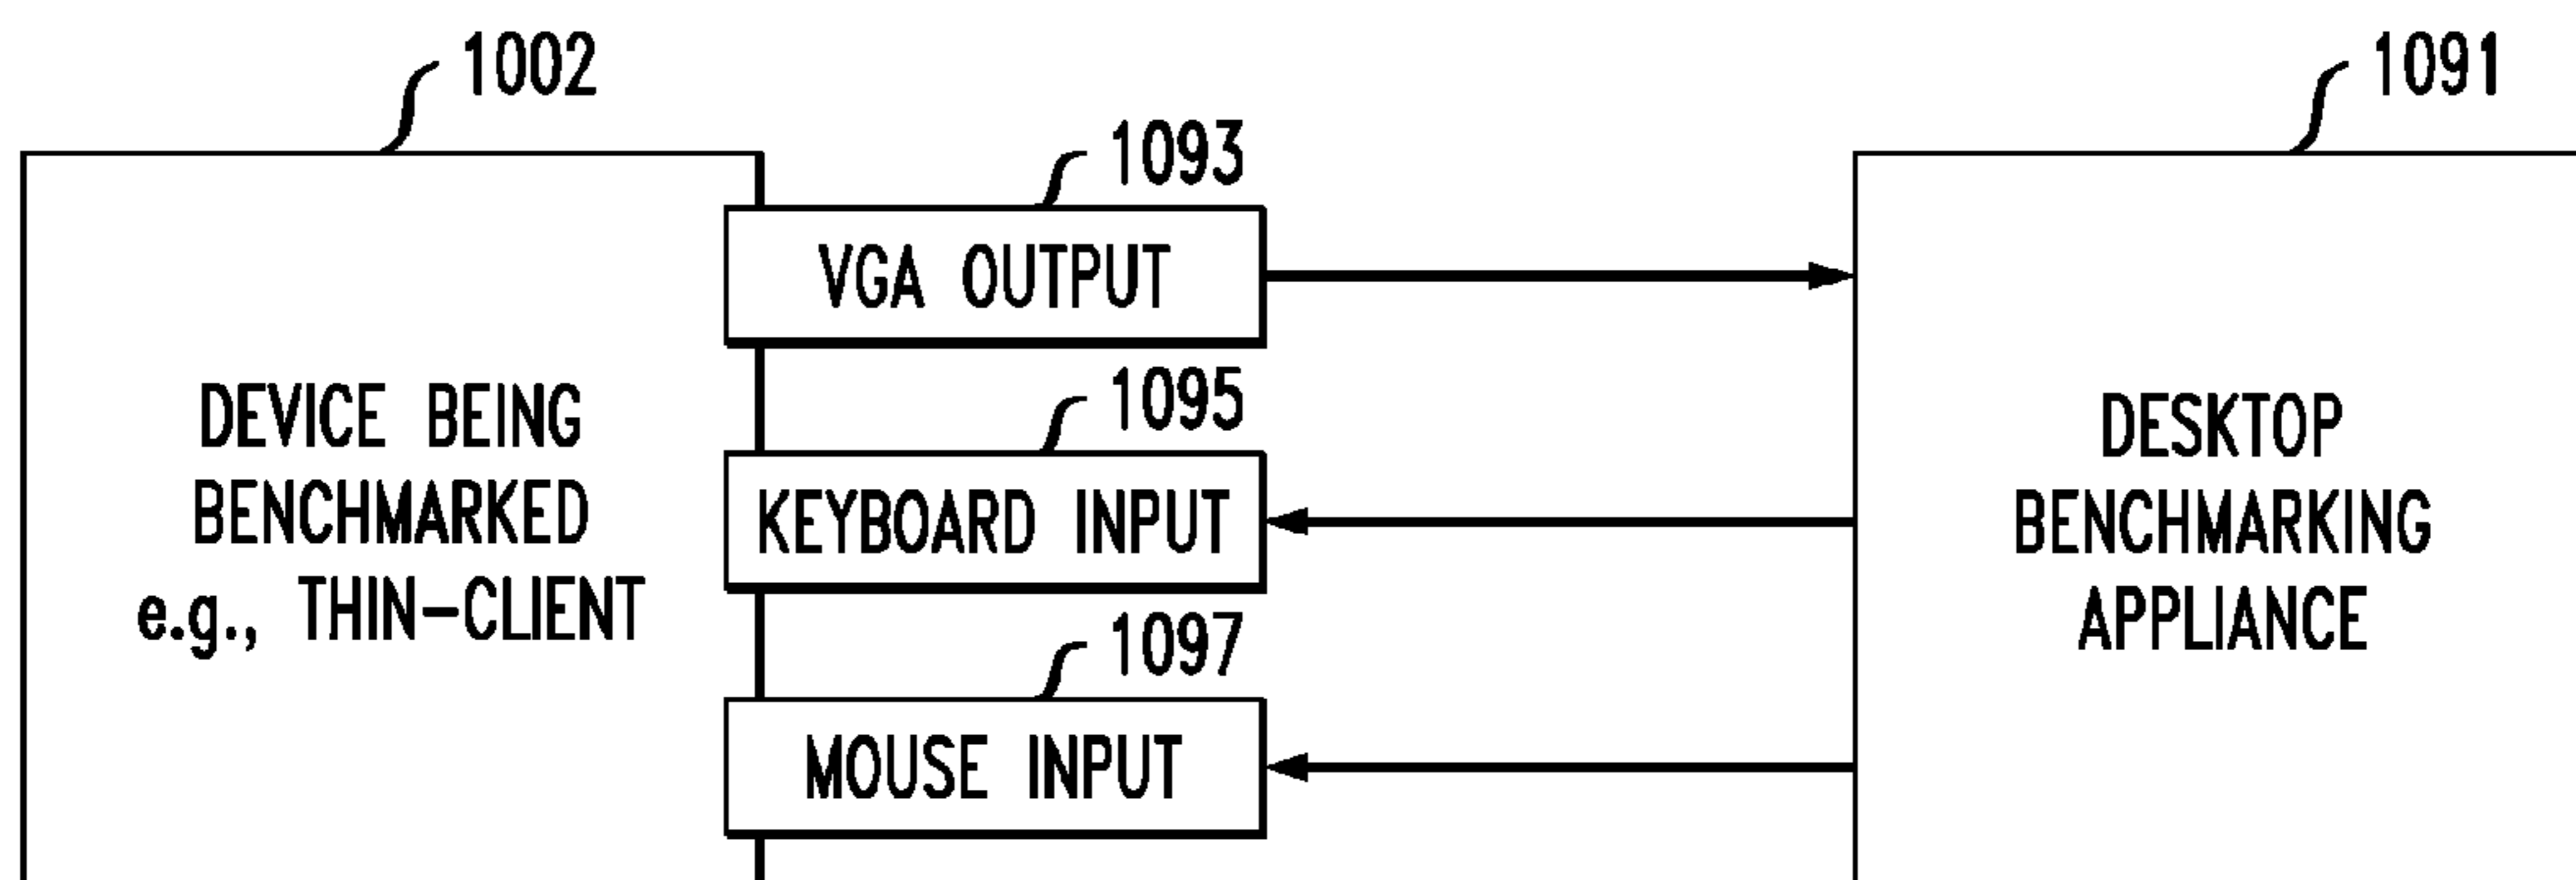 1002
1091
1093
VGA OUTPUT
DEVICE BEING
BENCHMARKED
e.g., THIN-CLIENT
1095
KEYBOARD INPUT
1097
MOUSE INPUT
DESKTOP
BENCHMARKING
APPLIANCE